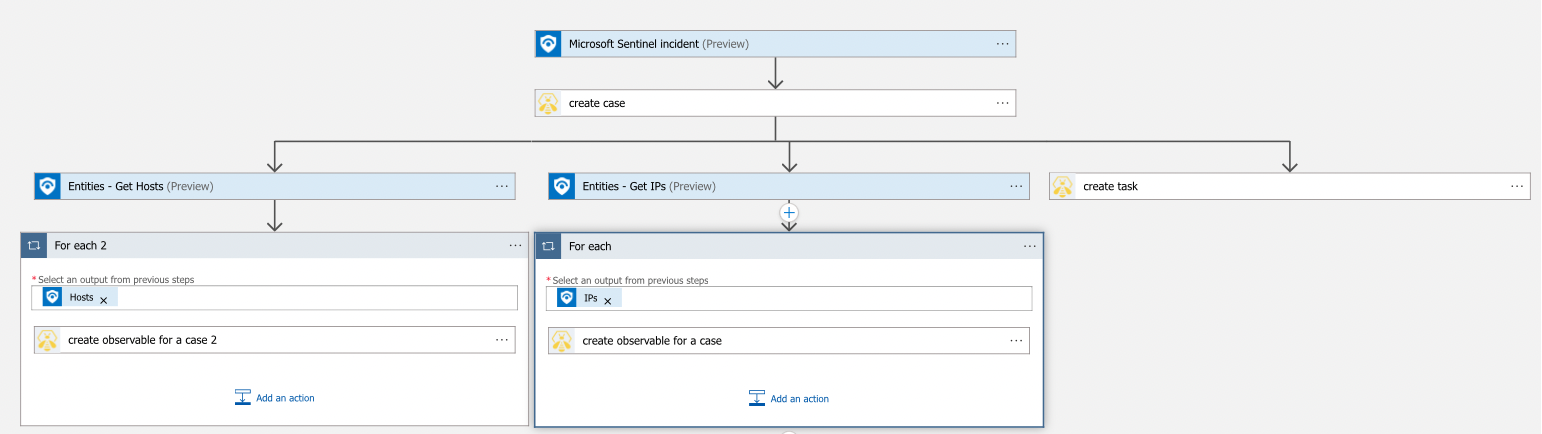 Microsoft Sentinel incident (Preview)
create case
Entities - Get Hosts (Preview)
Entities - Get IPs (Preview)
create task
For each 2
* Select an output from previous steps
Hosts
create observable for a case 2
Add an action
For each
* Select an output from previous steps
IPs
create observable for a case
Add an action